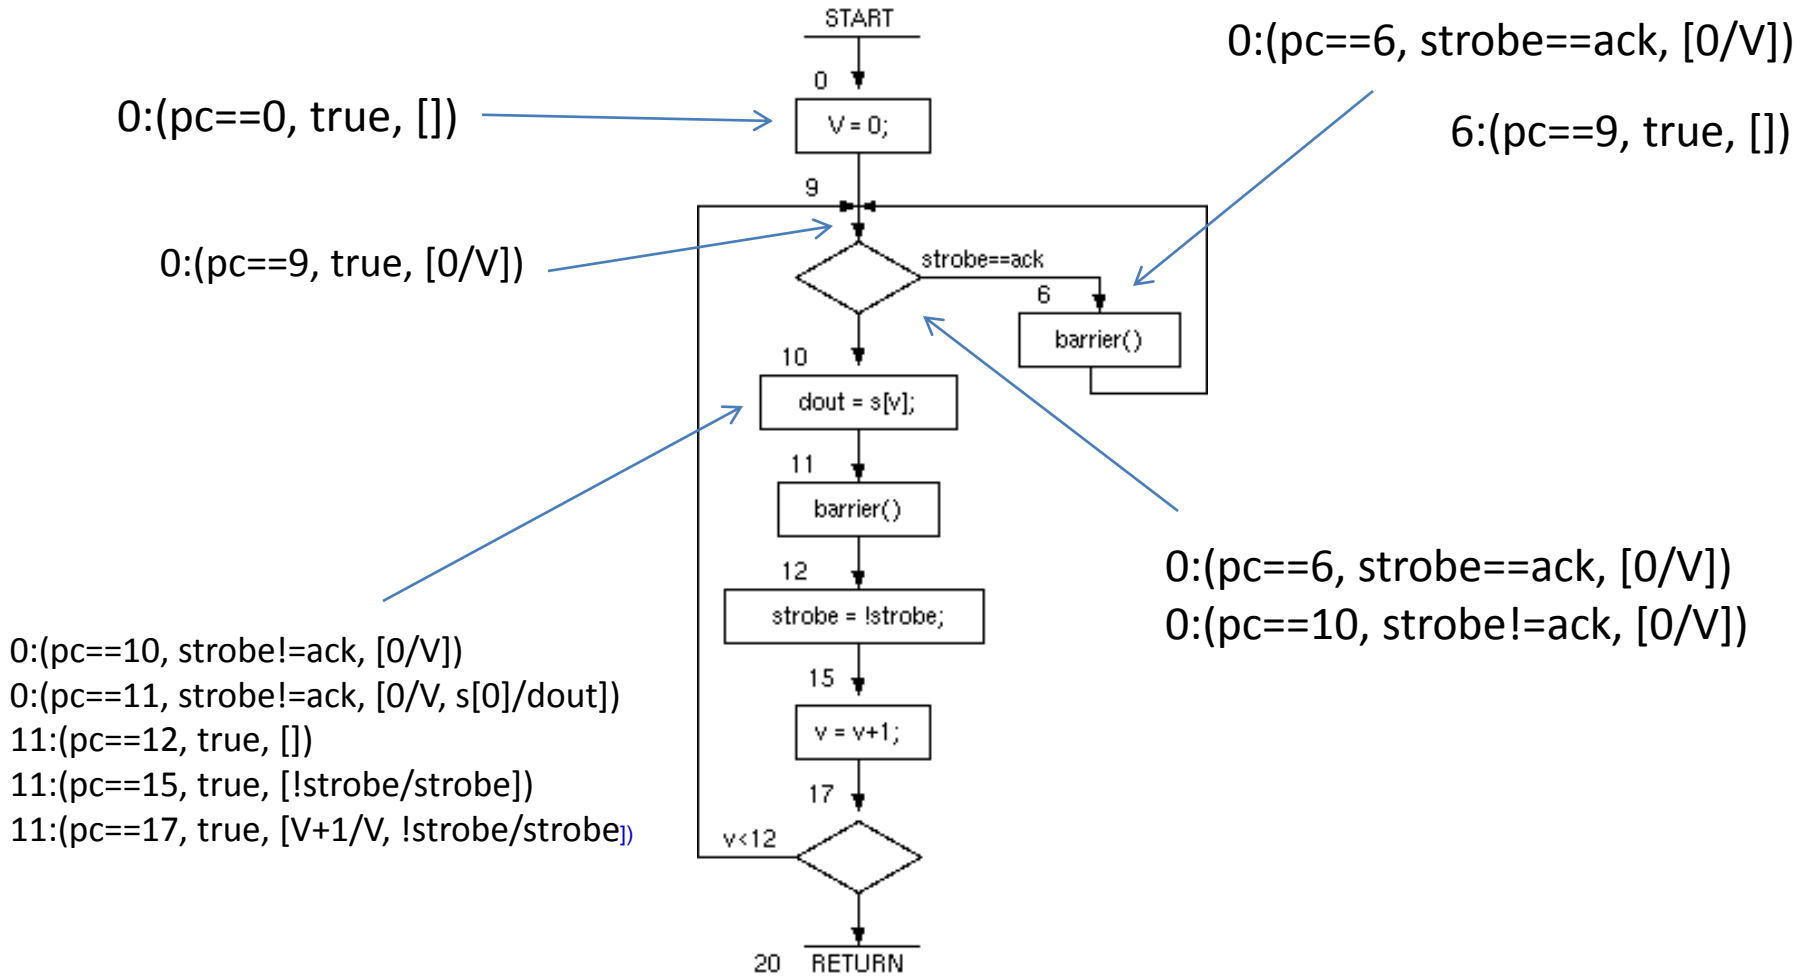 START
0:(pc==6, strobe==ack, [0/V])
0
0:(pc==0, true, [])
V = 0;
6:(pc==9, true, [])
9
0:(pc==9, true, [0/V])
strobe==ack
6
barrier()
10
dout = s[v];
11
barrier()
12
strobe = !strobe;
0:(pc==6, strobe==ack, [0/V])
0:(pc==10, strobe!=ack, [0/V])
0:(pc==10, strobe!=ack, [0/V])
0:(pc==11, strobe!=ack, [0/V, s[0]/dout])
11:(pc==12, true, [])
11:(pc==15, true, [!strobe/strobe])
11:(pc==17, true, [V+1/V, !strobe/strobe])
15
v = v+1;
17
v<12
20 RETURN